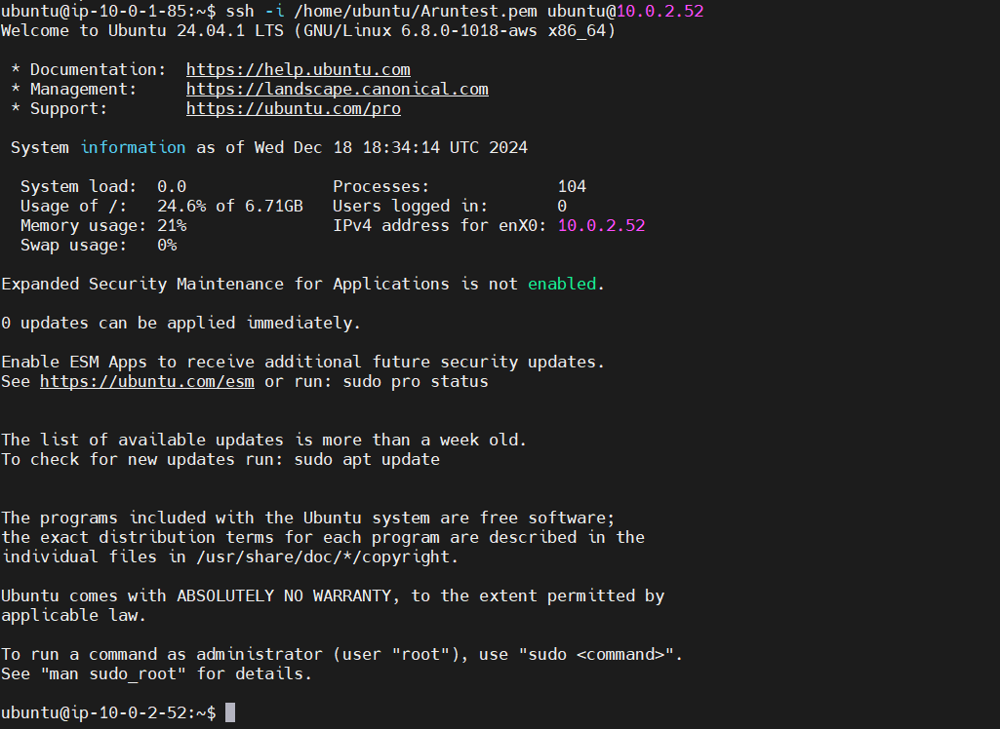 ubuntu@ip-10-0-1-85:~$ ssh -i /home/ubuntu/Aruntest.pem ubuntu@10.0.2.52
Welcome to Ubuntu 24.04.1 LTS (GNU/Linux 6.8.0-1018-aws x86_64)

 * Documentation:  https://help.ubuntu.com
 * Management:     https://landscape.canonical.com
 * Support:        https://ubuntu.com/pro

 System information as of Wed Dec 18 18:34:14 UTC 2024

  System load:  0.0               Processes:             104
  Usage of /:   24.6% of 6.71GB   Users logged in:       0
  Memory usage: 21%               IPv4 address for enX0: 10.0.2.52
  Swap usage:   0%

Expanded Security Maintenance for Applications is not enabled.

0 updates can be applied immediately.

Enable ESM Apps to receive additional future security updates.
See https://ubuntu.com/esm or run: sudo pro status


The list of available updates is more than a week old.
To check for new updates run: sudo apt update


The programs included with the Ubuntu system are free software;
the exact distribution terms for each program are described in the
individual files in /usr/share/doc/*/copyright.

Ubuntu comes with ABSOLUTELY NO WARRANTY, to the extent permitted by
applicable law.

To run a command as administrator (user "root"), use "sudo <command>".
See "man sudo_root" for details.

ubuntu@ip-10-0-2-52:~$